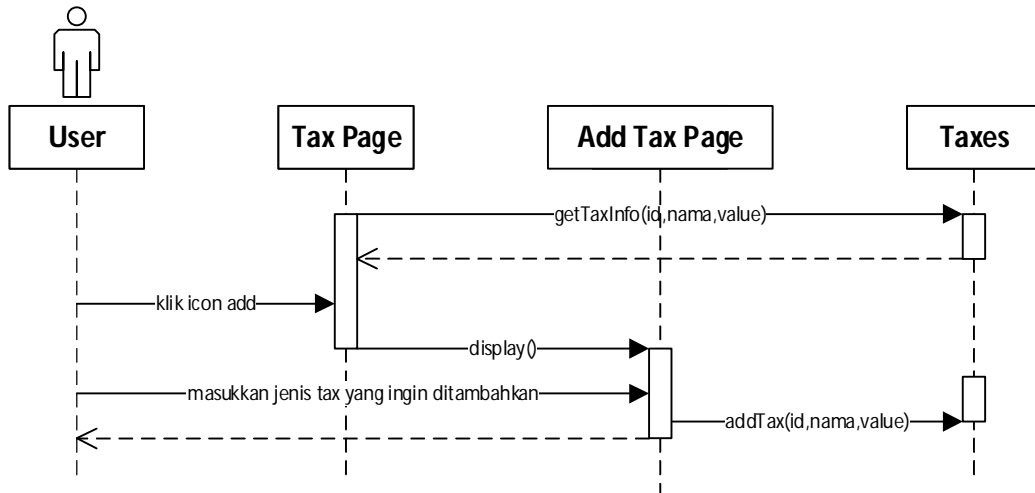 User
Tax Page
Add Tax Page
Taxes
getTaxInfo(id,nama,value)
klik icon add
display()
masukkan jenis tax yang ingin ditambahkan
addTax(id,nama,value)